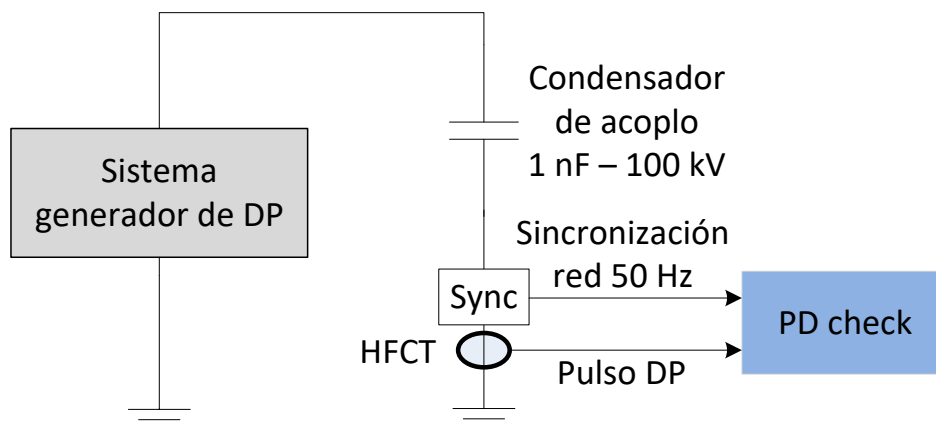 Sistema
generador de DP
Condensador
de acoplo
1 nF – 100 kV
Sincronización
red 50 Hz
Sync
PD check
HFCT
Pulso DP